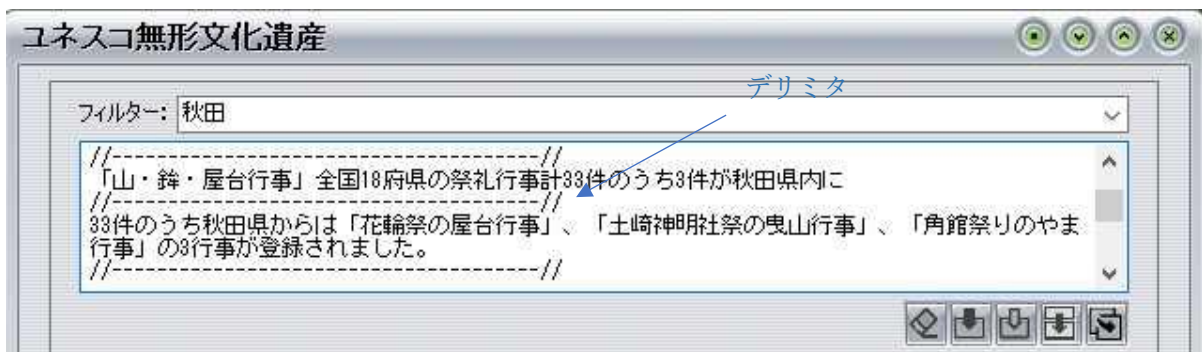 ユネスコ無形文化遺産
デリミタ
フィルター: 秋田
//---------------------------------------//
「山・鉾・屋台行事」全国18府県の祭礼行事計33件のうち3件が秋田県内に
//---------------------------------------//
33件のうち秋田県からは「花輪祭の屋台行事」、「土崎神明社祭の曳山行事」、「角館祭りのやま
行事」の3行事が登録されました。
//---------------------------------------//